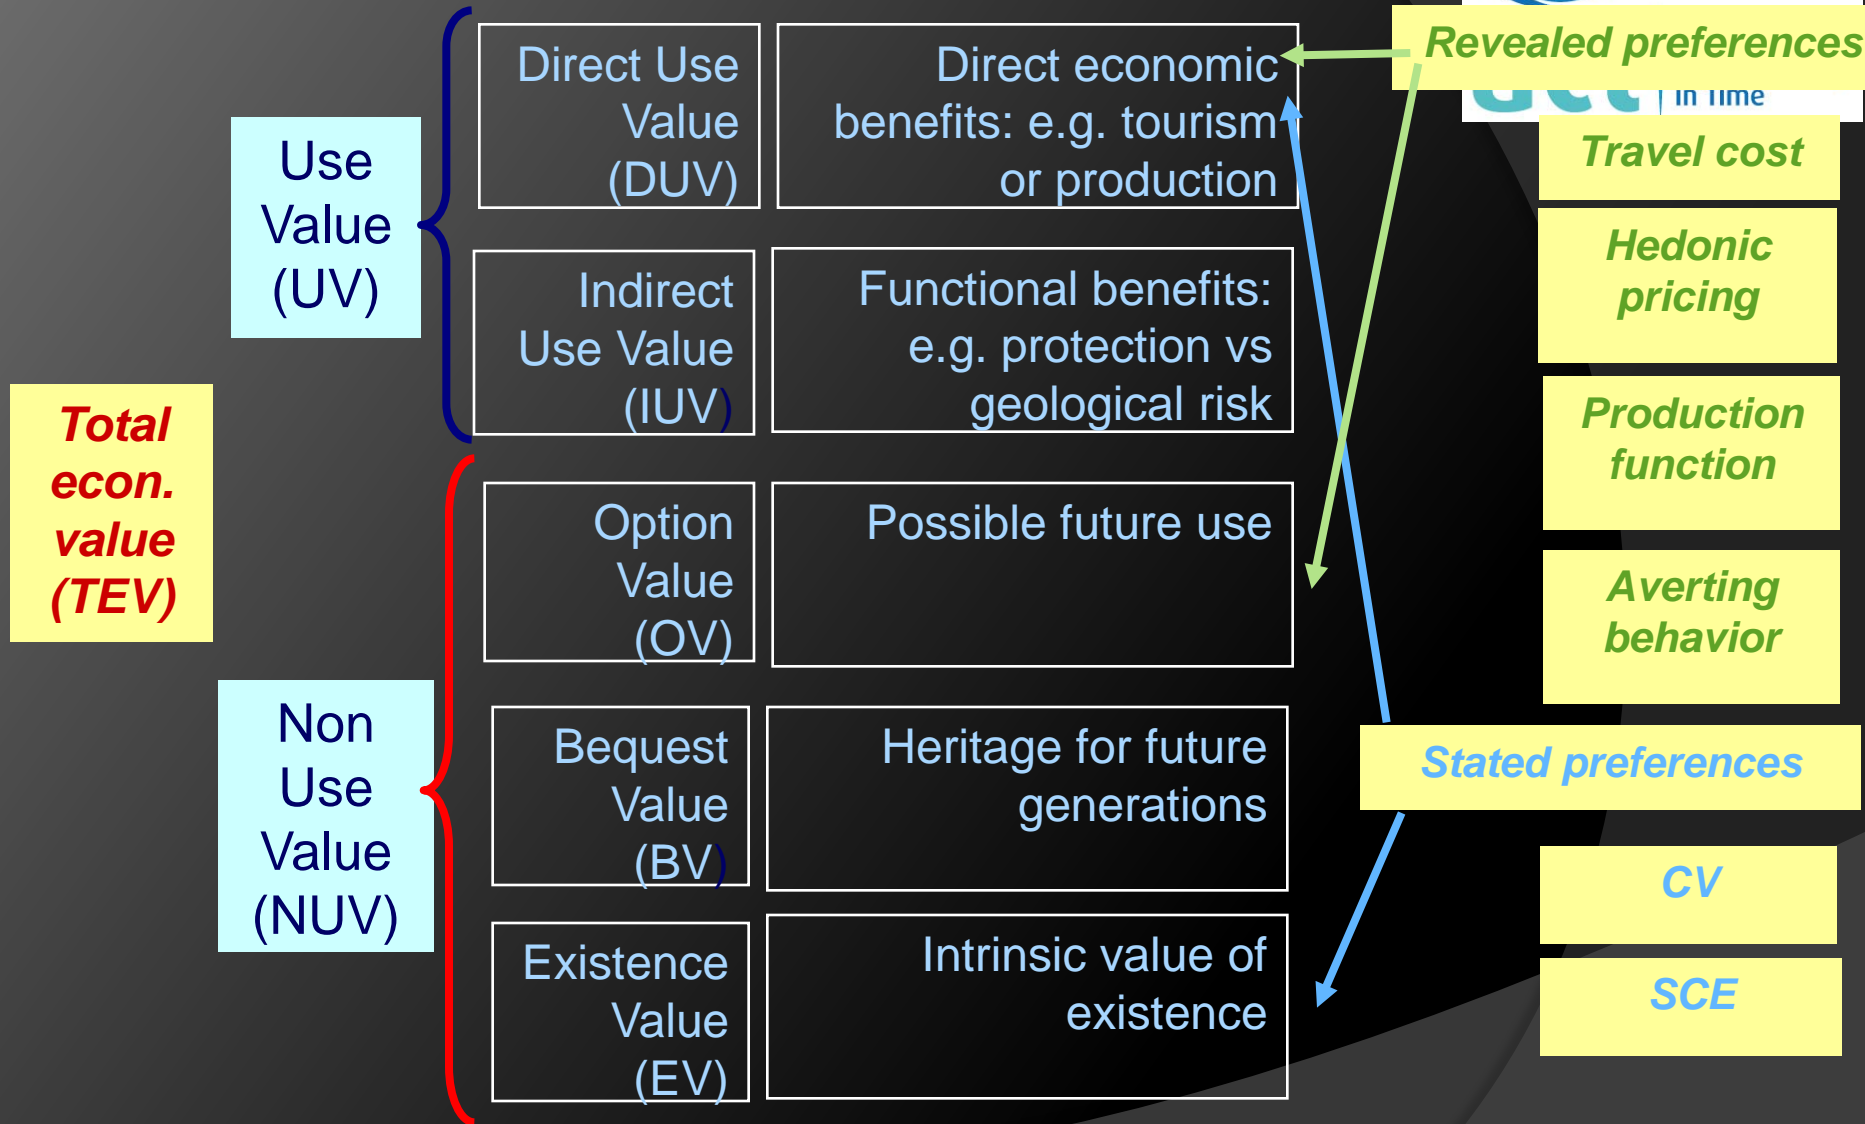 Total
econ.
value
(TEV)
Use
Value
(UV)
Non
Use
Value
(NUV)
Direct Use
Value
(DUV)
Direct economic
benefits: e.g. tourism
or production
Indirect
Use Value
(IUV)
Functional benefits:
e.g. protection vs
geological risk
Option
Value
(OV)
Possible future use
Bequest
Value
(BV)
Heritage for future
generations
Existence
Value
(EV)
Intrinsic value of
existence
Revealed preferences
in Time
Travel cost
Hedonic
pricing
Production
function
Averting
behavior
Stated preferences
CV
SCE